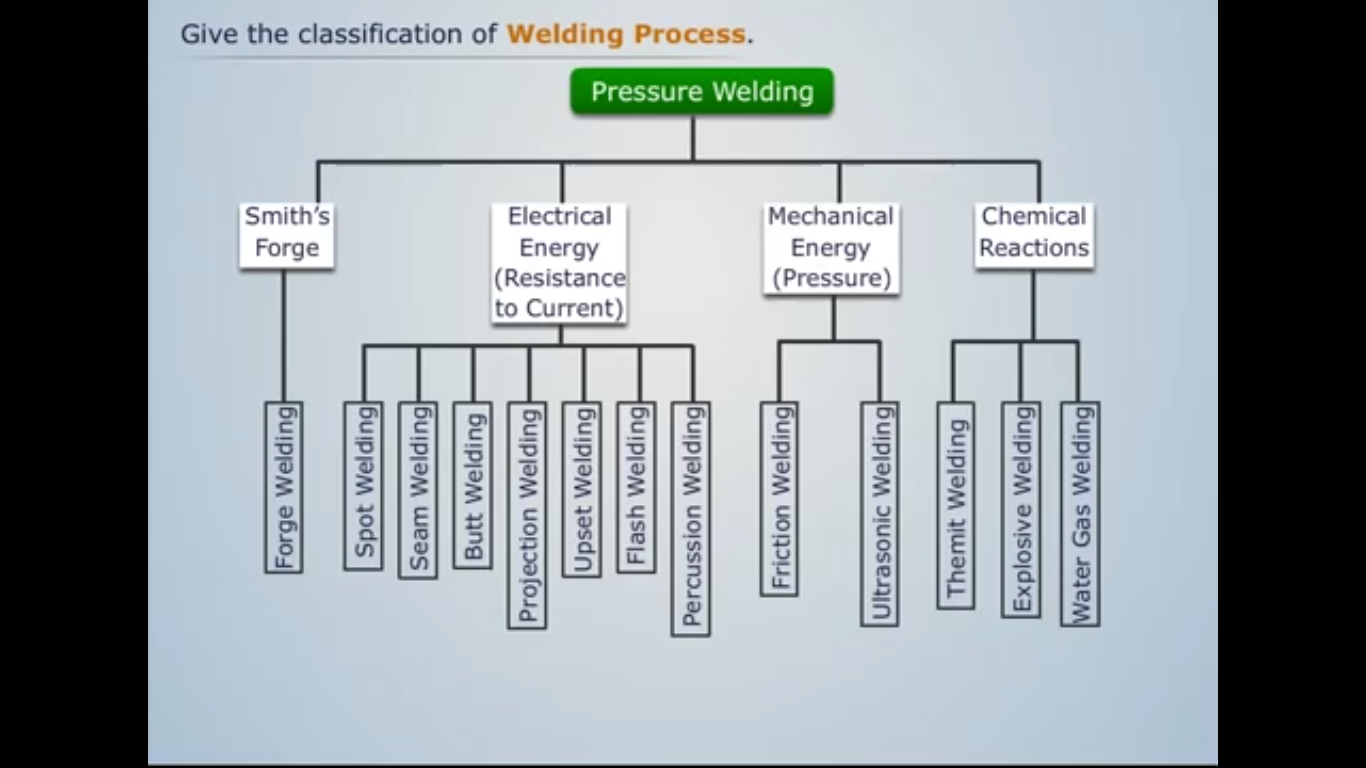 Give the classification of Welding Process.
Pressure Welding
Smith's
Forge
Electrical
Energy
(Resistance
to Current)
Mechanical
Energy
(Pressure)
Chemical
Reactions
Forge Welding
Spot Welding
Seam Welding
Butt Welding
Projection Welding
Upset Welding
Flash Welding
Percussion Welding
Friction Welding
Ultrasonic Welding
Themit Welding
Explosive Welding
Water Gas Welding